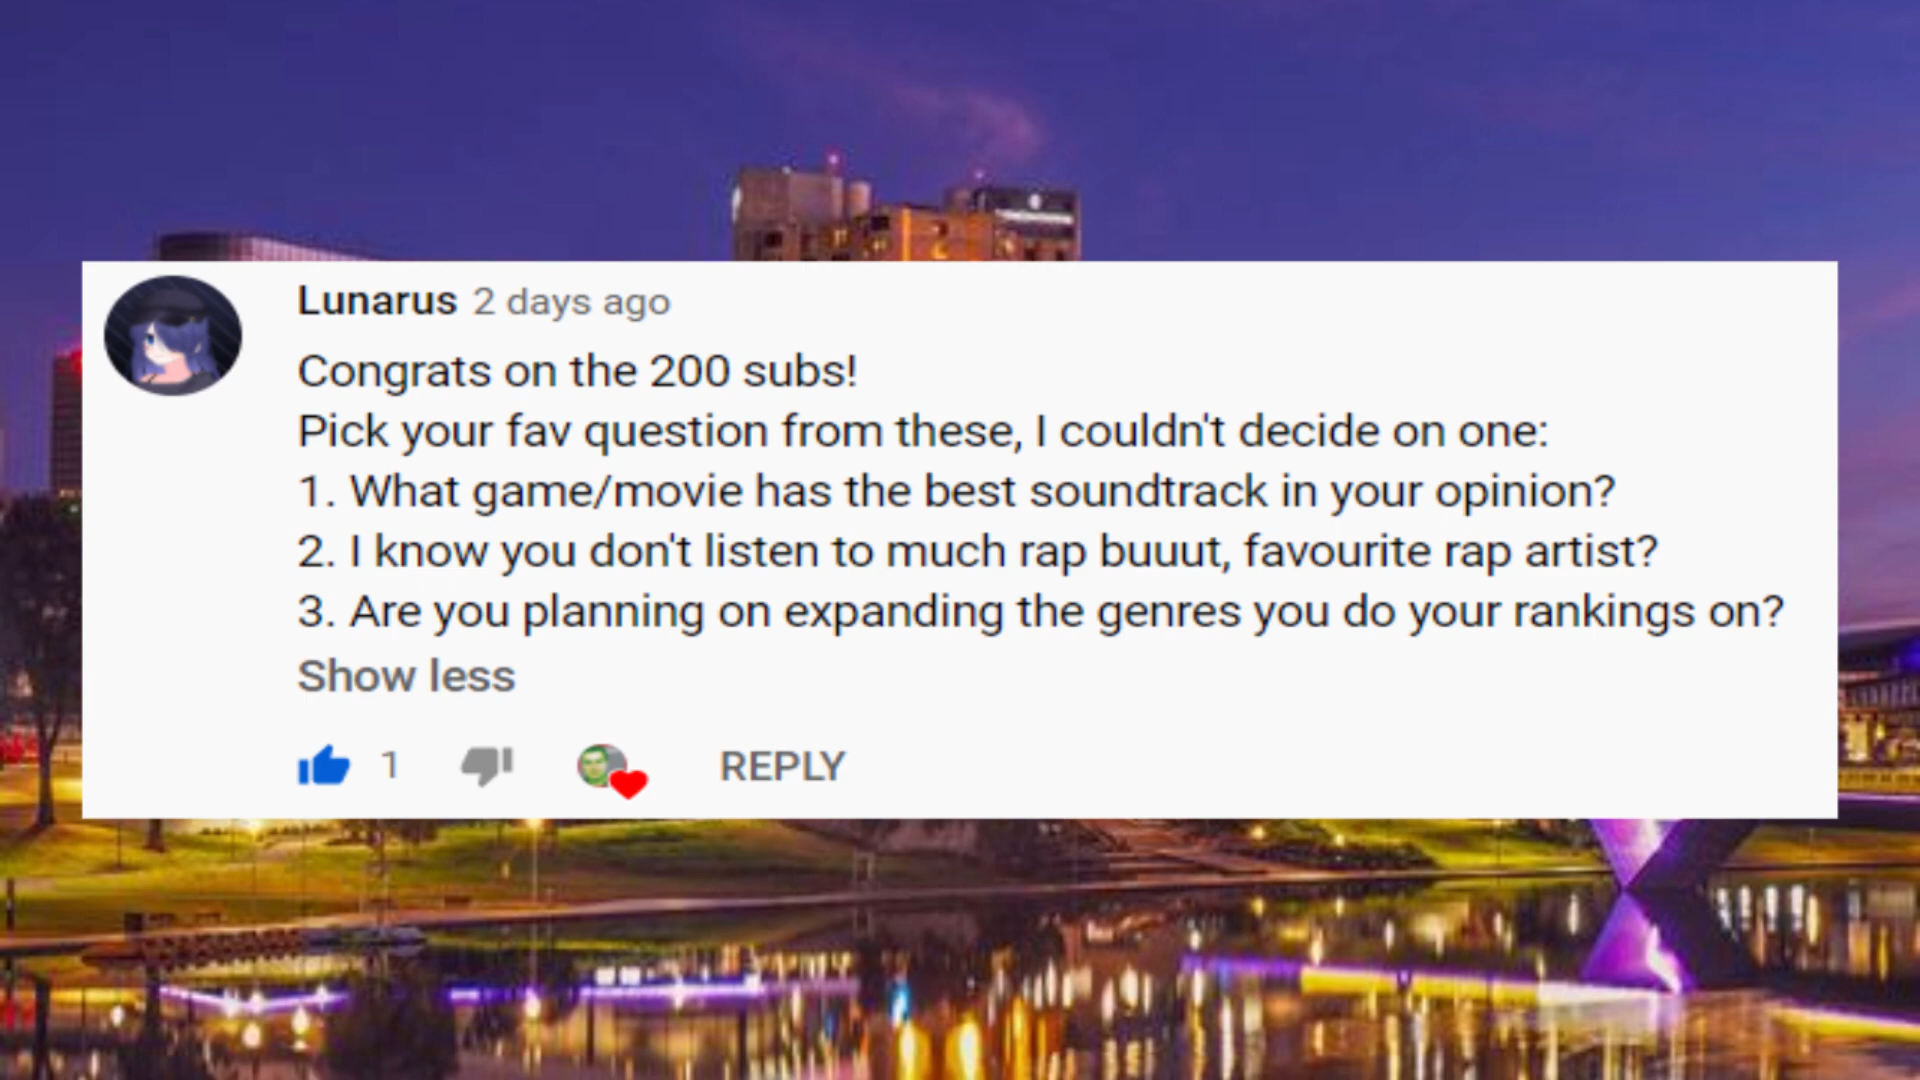 Lunarus 2 days ago
Congrats on the 200 subs!
Pick your fav question from these, I couldn't decide on one:
1. What game/movie has the best soundtrack in your opinion?
2. I know you don't listen to much rap buuut, favourite rap artist?
3. Are you planning on expanding the genres you do your rankings on?
Show less
1 REPLY